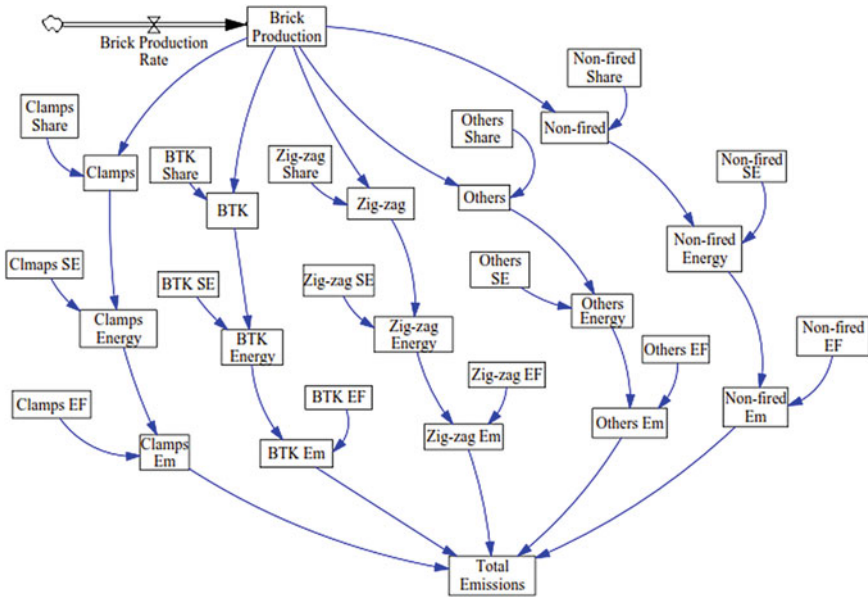 Brick
Production
Brick Production
Rate
Non-fired
Share
Clamps
Share
Others
Share
Non-fired
BTK
Share
Zig-zag
Share
Clamps
Non-fired
SE
Others
Zig-zag
BTK
Non-fired
Energy
Clmaps SE
Others
SE
BTK SE
Zig-zag SE
Clamps
Energy
Others
Energy
Zig-zag
Energy
BTK
Energy
Non-fired
EF
Others EF
Zig-zag EF
BTK EF
Clamps EF
Non-fired
Em
Others Em
Zig-zag Em
Clamps
Em
BTK Em
Total
Emissions